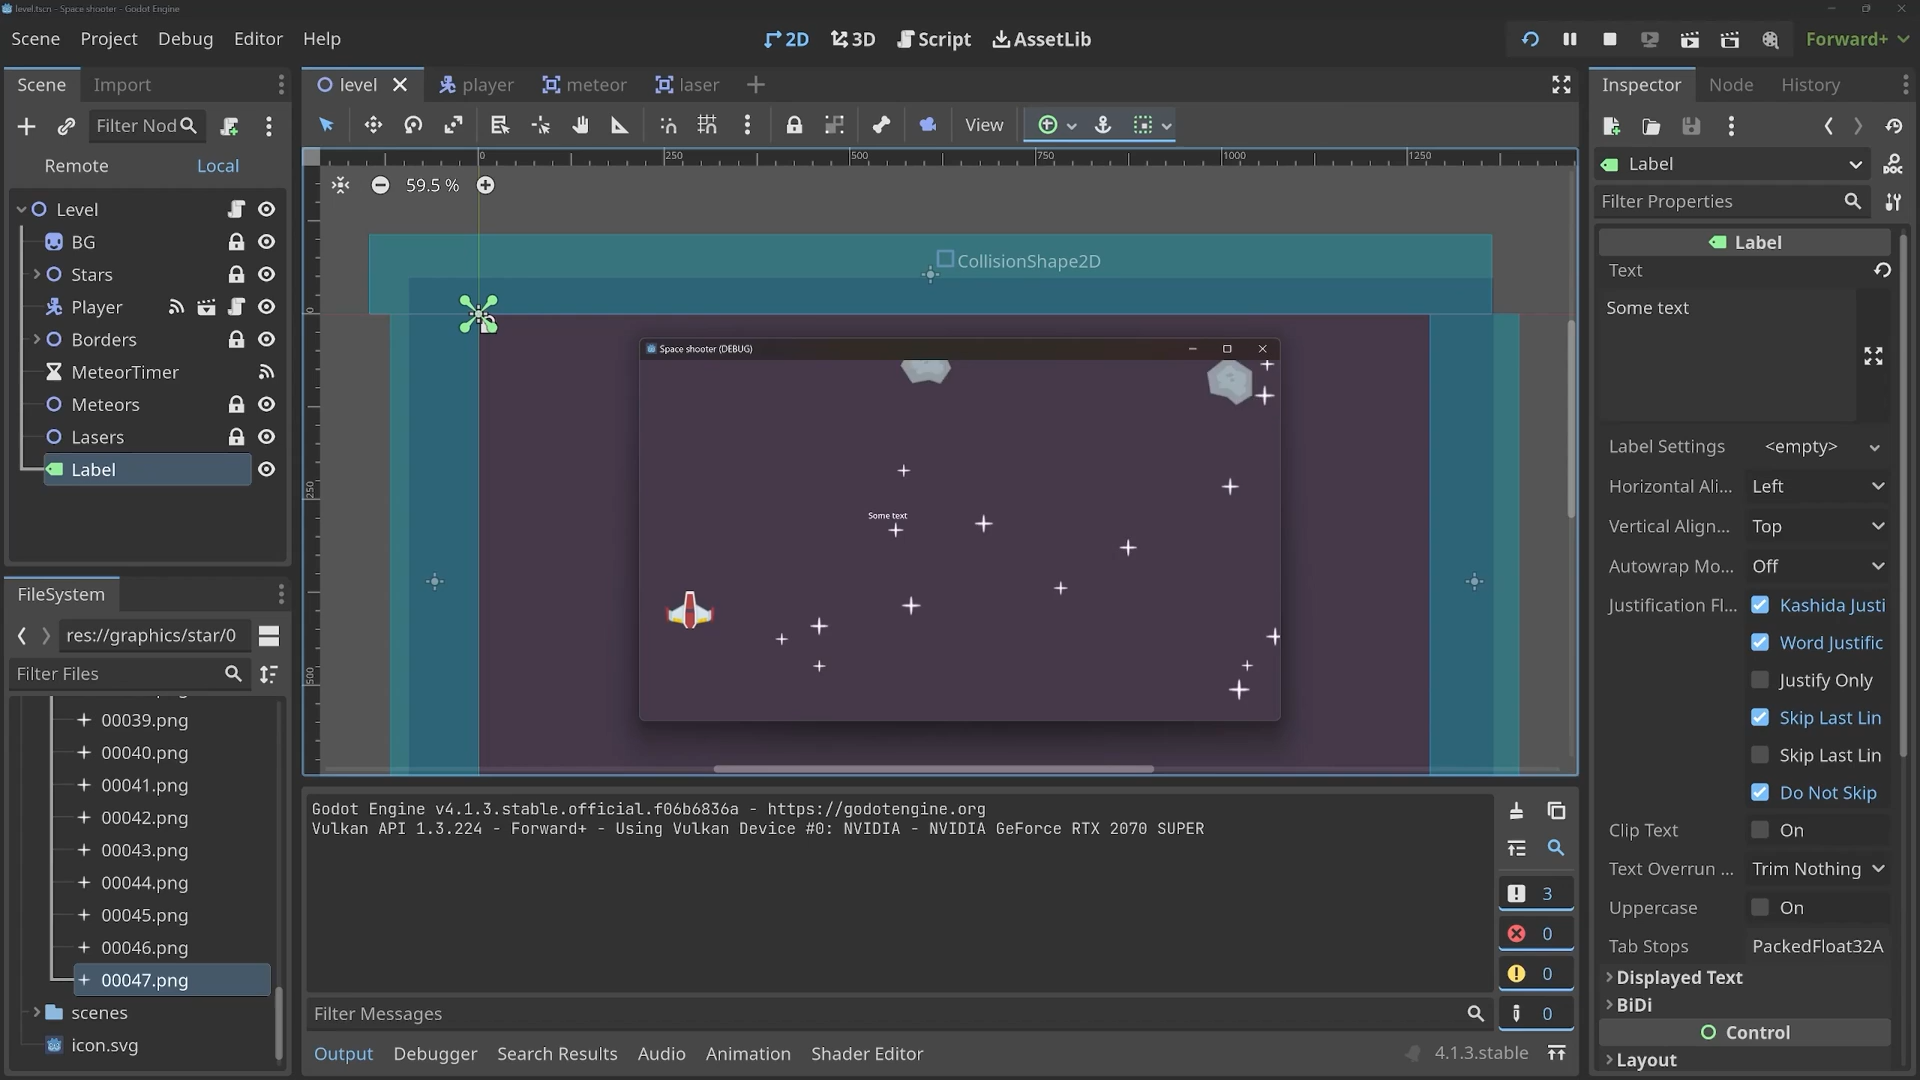 level.tscn - Space shooter - Godot Engine
Scene Project Debug Editor Help
2D 3D Script AssetLib
Forward+
Scene Import
level player meteor laser
Inspector Node History
Filter Nod
View
Remote Local
Label
Filter Properties
Level
BG
Stars
Player
Borders
MeteorTimer
Meteors
Lasers
Label
0 250 500 750 1000 1250
0
250
500
59.5 %
CollisionShape2D
Space shooter (DEBUG)
Some text
FileSystem
res://graphics/star/0
Filter Files
00039.png
00040.png
00041.png
00042.png
00043.png
00044.png
00045.png
00046.png
00047.png
scenes
icon.svg
Godot Engine v4.1.3.stable.official.f06b6836a - https://godotengine.org
Vulkan API 1.3.224 - Forward+ - Using Vulkan Device #0: NVIDIA - NVIDIA GeForce RTX 2070 SUPER
3
0
0
0
Filter Messages
Output Debugger Search Results Audio Animation Shader Editor
4.1.3.stable
DOC
Label
Text
Some text
Label Settings <empty>
Horizontal Ali... Left
Vertical Align... Top
Autowrap Mo... Off
Justification Fl... Kashida Justi
Word Justific
Justify Only
Skip Last Lin
Skip Last Lin
Do Not Skip
Clip Text On
Text Overrun ... Trim Nothing
Uppercase On
Tab Stops PackedFloat32A
Displayed Text
BiDi
Control
Layout